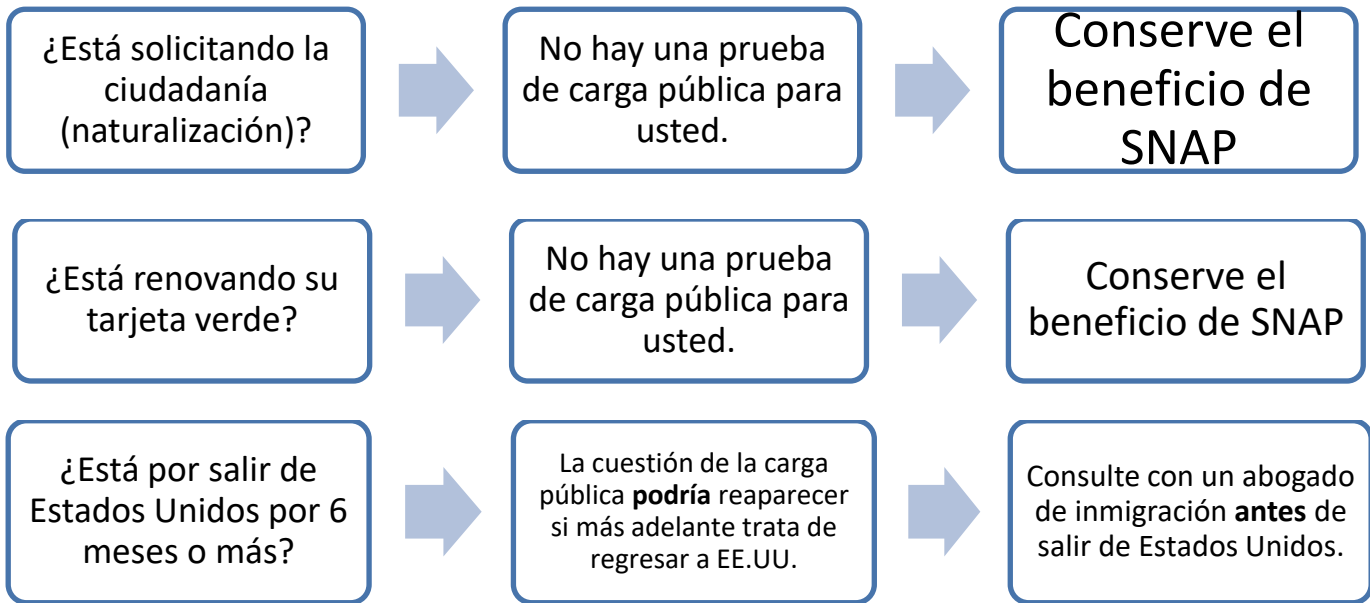 ¿Está solicitando la
ciudadanía
(naturalización)?
No hay una prueba
de carga pública para
usted.
Conserve el
beneficio de
SNAP
¿Está renovando su
tarjeta verde?
No hay una prueba
de carga pública para
usted.
Conserve el
beneficio de SNAP
¿Está por salir de
Estados Unidos por 6
meses o más?
La cuestión de la carga
pública podría reaparecer
si más adelante trata de
regresar a EE.UU.
Consulte con un abogado
de inmigración antes de
salir de Estados Unidos.